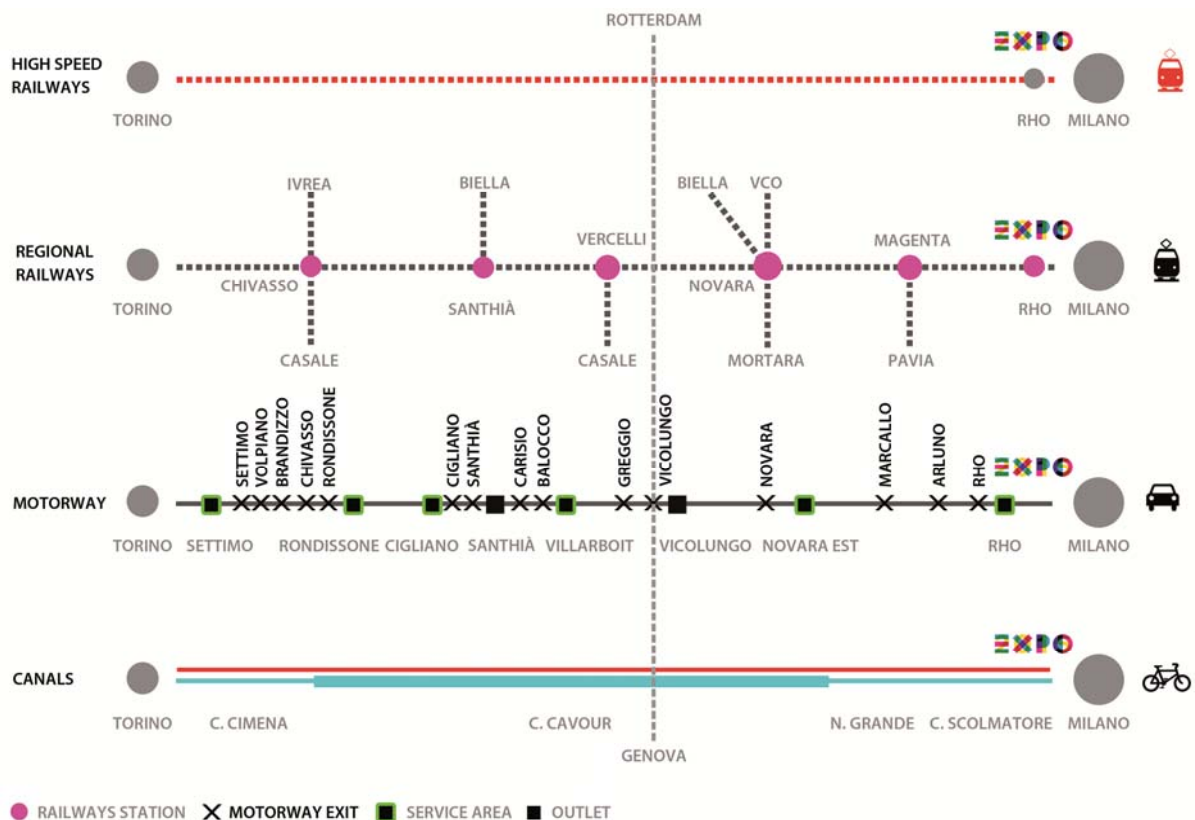 ROTTERDAM
EXPO
HIGH SPEED
RAILWAYS
TORINO
RHO
MILANO
IVREA
BIELLA
BIELLA
VCO
EXPO
VERCELLI
MAGENTA
REGIONAL
RAILWAYS
CHIVASSO
NOVARA
TORINO
SANTHIÀ
RHO
MILANO
CASALE
CASALE
MORTARA
PAVIA
SETTIMO
VOLPIANO
BRANDIZZO
CHIVASSO
RONDISSONE
CIGLIANO
SANTHIÀ
CARISIO
BALOCCO
GREGGIO
VICOLUNGO
NOVARA
MARCALLO
ARLUNO
RHO
EXPO
MOTORWAY
TORINO
SETTIMO
RONDISSONE
CIGLIANO
SANTHIÀ
VILLARBOIT
VICOLUNGO
NOVARA EST
RHO
MILANO
EXPO
CANALS
TORINO
C. CIMENA
C. CAVOUR
N. GRANDE
C. SCOLMATORE
MILANO
GENOVA
RAILWAYS STATION
MOTORWAY EXIT
SERVICE AREA
OUTLET